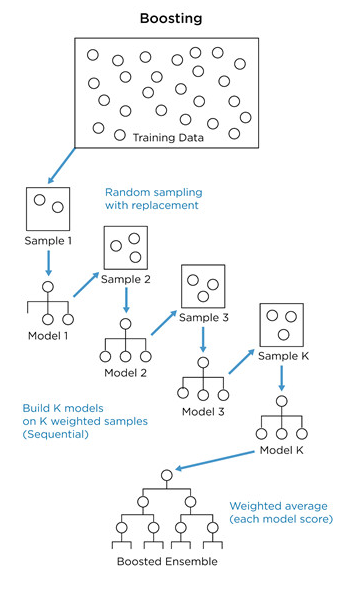 Boosting
Training Data
Random sampling
with replacement
Sample 1
Sample 2
Sample 3
Sample K
Model 1
Model 2
Model 3
Model K
Build K models
on K weighted samples
(Sequential)
Weighted average
(each model score)
Boosted Ensemble